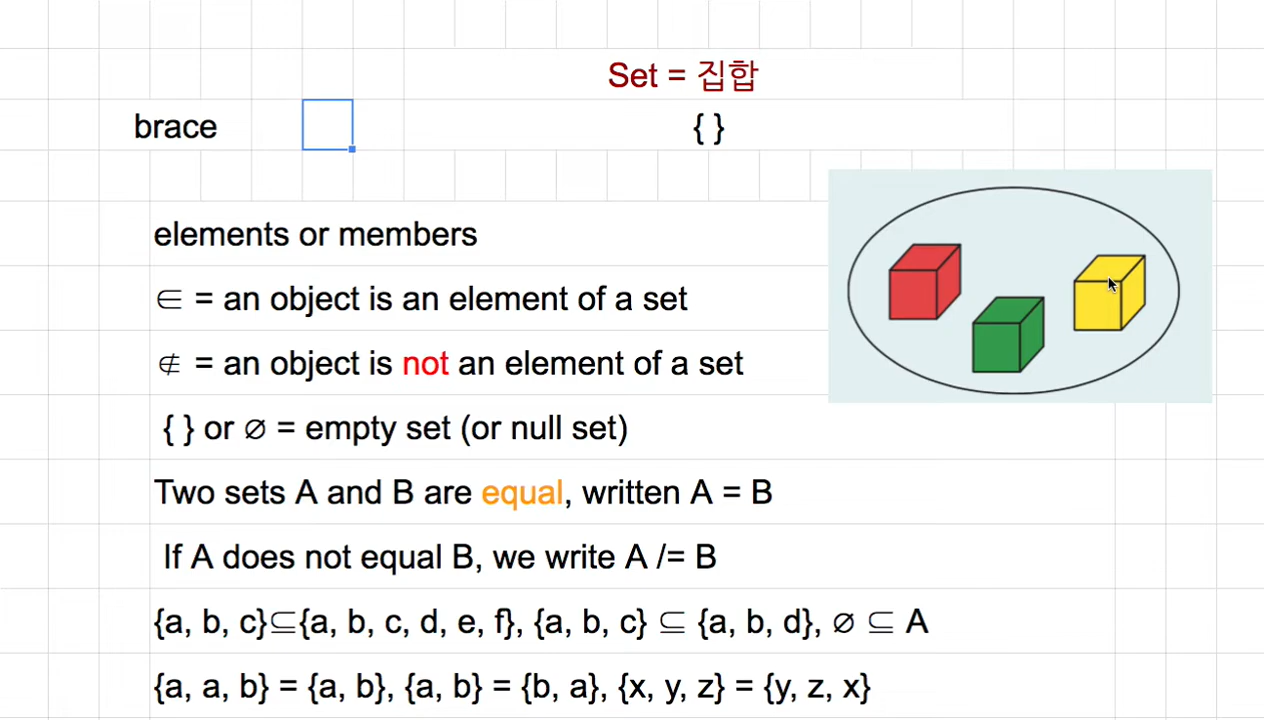 Set = 집합
brace { }
elements or members
∈ = an object is an element of a set
∉ = an object is not an element of a set
{ } or ∅ = empty set (or null set)
Two sets A and B are equal, written A = B
If A does not equal B, we write A /= B
{a, b, c}⊆{a, b, c, d, e, f}, {a, b, c} ⊆ {a, b, d}, ∅ ⊆ A
{a, a, b} = {a, b}, {a, b} = {b, a}, {x, y, z} = {y, z, x}